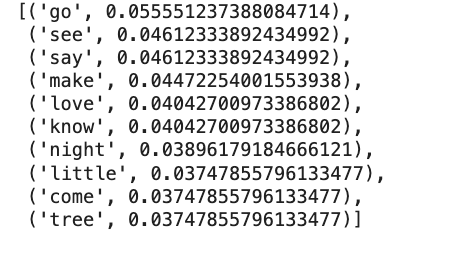 [('go', 0.055551237388084714),
('see', 0.04612333892434992),
('say', 0.04612333892434992),
('make', 0.04472254001553938),
('love', 0.04042700973386802),
('know', 0.04042700973386802),
('night', 0.03896179184666121),
('little', 0.03747855796133477),
('come', 0.03747855796133477),
('tree', 0.03747855796133477)]